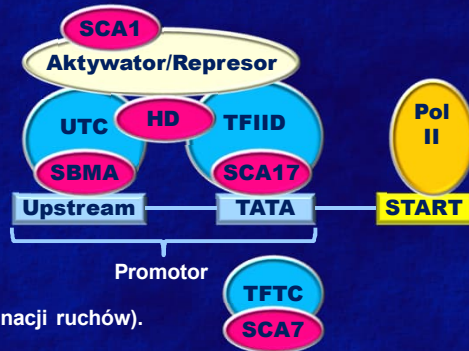 SCA1
Aktywator/Represor
UTC
HD
TFIID
Pol
II
SBMA
SCA17
Upstream
TATA
START
Promotor
TFTC
nacji ruchów).
SCA7